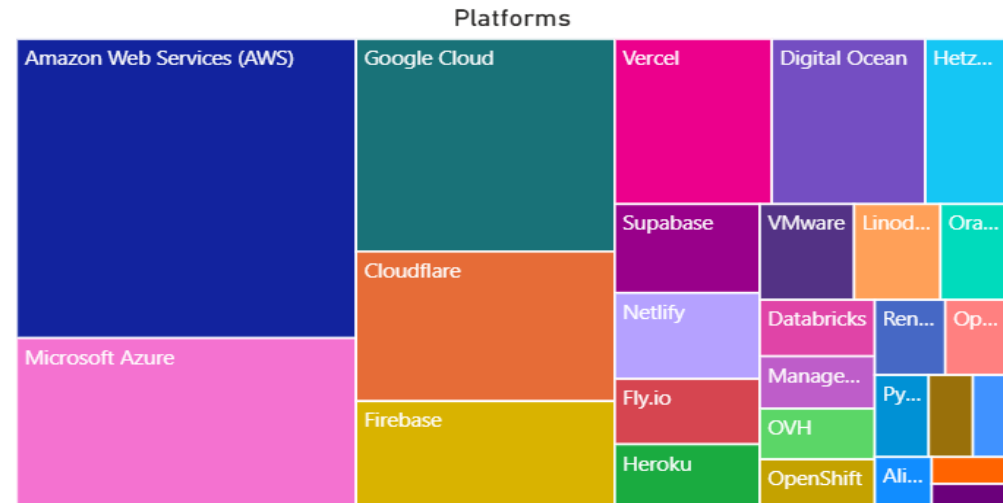 Platforms
Amazon Web Services (AWS)
Microsoft Azure
Google Cloud
Cloudflare
Firebase
Vercel
Digital Ocean
Hetz...
Supabase
Netlify
Fly.io
Heroku
VMware
Linod...
Ora...
Databricks
Manage...
OVH
OpenShift
Ren...
Op...
Py...
Ali...